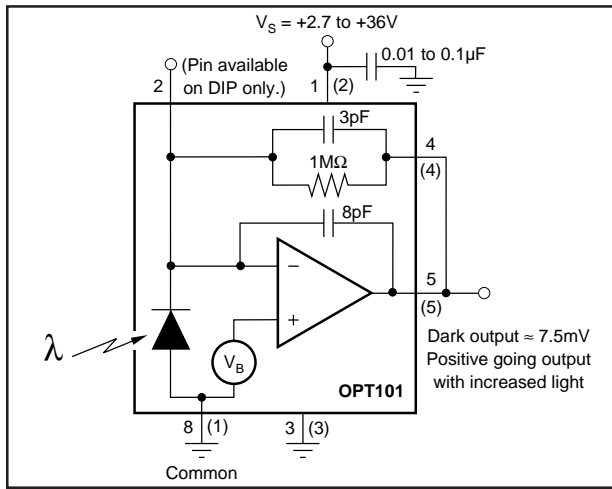 V_S = +2.7 to +36V
(Pin available
on DIP only.)
0.01 to 0.1µF
2
1
(2)
3pF
1MΩ
4
(4)
8pF
−
5
(5)
+
λ
V_B
Dark output ≈ 7.5mV
Positive going output
with increased light
OPT101
8
(1)
3
(3)
Common